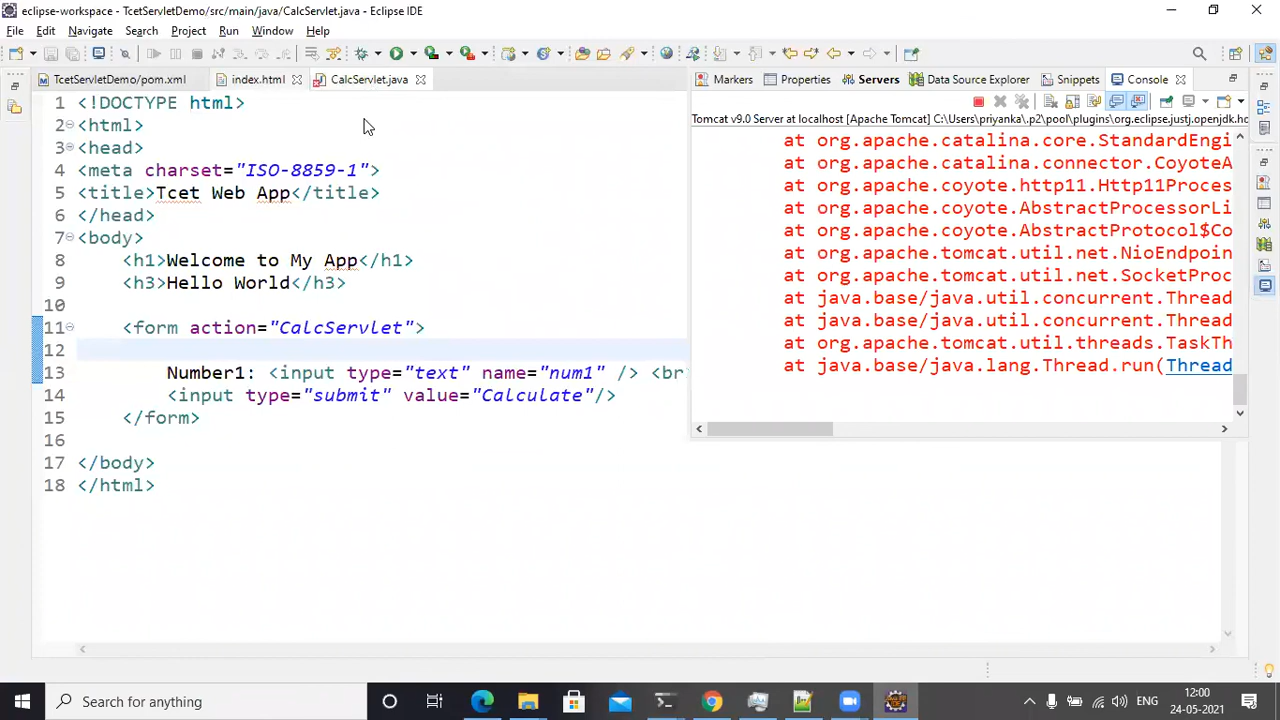 eclipse-workspace - TcetServletDemo/src/main/java/CalcServlet.java - Eclipse IDE
File Edit Navigate Search Project Run Window Help
TcetServletDemo/pom.xml index.html CalcServlet.java
Markers Properties Servers Data Source Explorer Snippets Console
Tomcat v9.0 Server at localhost [Apache Tomcat] C:\Users\priyanka\.p2\pool\plugins\org.eclipse.justj.openjdk.ho
1 <!DOCTYPE html>
2 <html>
3 <head>
4 <meta charset="ISO-8859-1">
5 <title>Tcet Web App</title>
6 </head>
7 <body>
8 <h1>Welcome to My App</h1>
9 <h3>Hello World</h3>
10
11 <form action="CalcServlet">
12
13 Number1: <input type="text" name="num1" /> <br
14 <input type="submit" value="Calculate"/>
15 </form>
16
17 </body>
18 </html>
at org.apache.catalina.core.StandardEngi
at org.apache.catalina.connector.CoyoteA
at org.apache.coyote.http11.Http11Proces
at org.apache.coyote.AbstractProcessorLi
at org.apache.coyote.AbstractProtocol$Co
at org.apache.tomcat.util.net.NioEndpoin
at org.apache.tomcat.util.net.SocketProc
at java.base/java.util.concurrent.Thread
at java.base/java.util.concurrent.Thread
at org.apache.tomcat.util.threads.TaskTh
at java.base/java.lang.Thread.run(Thread
Search for anything
ENG
12:00
24-05-2021